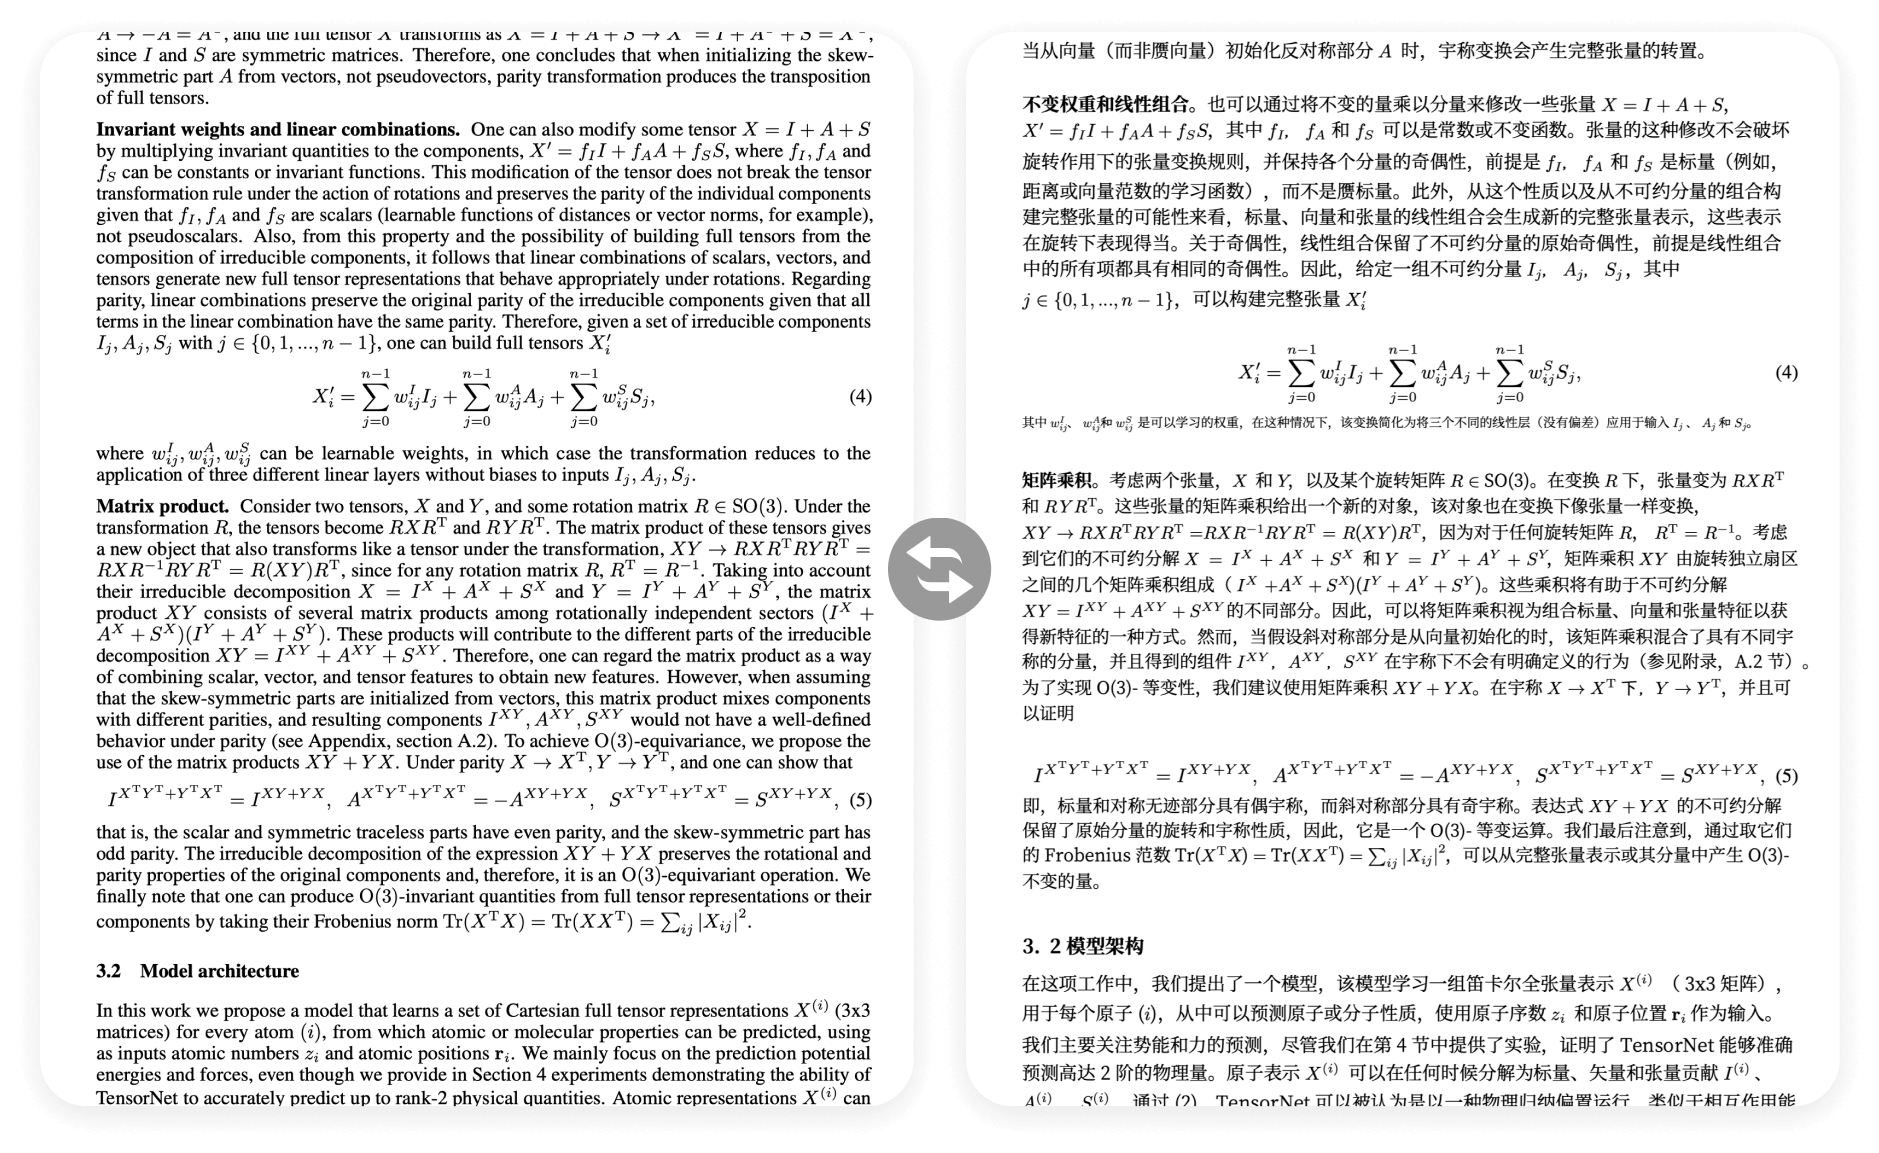 A → −A = Aᵀ, and the full tensor X transforms as X = I + A + S → X′ = I + Aᵀ + S = Xᵀ,
since I and S are symmetric matrices. Therefore, one concludes that when initializing the skew-
symmetric part A from vectors, not pseudovectors, parity transformation produces the transposition
of full tensors.
Invariant weights and linear combinations. One can also modify some tensor X = I + A + S
by multiplying invariant quantities to the components, X′ = f_I I + f_A A + f_S S, where f_I, f_A and
f_S can be constants or invariant functions. This modification of the tensor does not break the tensor
transformation rule under the action of rotations and preserves the parity of the individual components
given that f_I, f_A and f_S are scalars (learnable functions of distances or vector norms, for example),
not pseudoscalars. Also, from this property and the possibility of building full tensors from the
composition of irreducible components, it follows that linear combinations of scalars, vectors, and
tensors generate new full tensor representations that behave appropriately under rotations. Regarding
parity, linear combinations preserve the original parity of the irreducible components given that all
terms in the linear combination have the same parity. Therefore, given a set of irreducible components
I_j, A_j, S_j with j ∈ {0, 1, ..., n − 1}, one can build full tensors X′_i
X′_i = ∑_{j=0}^{n−1} w^I_{ij} I_j + ∑_{j=0}^{n−1} w^A_{ij} A_j + ∑_{j=0}^{n−1} w^S_{ij} S_j, (4)
where w^I_{ij}, w^A_{ij}, w^S_{ij} can be learnable weights, in which case the transformation reduces to the
application of three different linear layers without biases to inputs I_j, A_j, S_j.
Matrix product. Consider two tensors, X and Y, and some rotation matrix R ∈ SO(3). Under the
transformation R, the tensors become RXRᵀ and RYRᵀ. The matrix product of these tensors gives
a new object that also transforms like a tensor under the transformation, XY → RXRᵀRYRᵀ =
RXR⁻¹RYRᵀ = R(XY)Rᵀ, since for any rotation matrix R, Rᵀ = R⁻¹. Taking into account
their irreducible decomposition X = I^X + A^X + S^X and Y = I^Y + A^Y + S^Y, the matrix
product XY consists of several matrix products among rotationally independent sectors (I^X +
A^X + S^X)(I^Y + A^Y + S^Y). These products will contribute to the different parts of the irreducible
decomposition XY = I^{XY} + A^{XY} + S^{XY}. Therefore, one can regard the matrix product as a way
of combining scalar, vector, and tensor features to obtain new features. However, when assuming
that the skew-symmetric parts are initialized from vectors, this matrix product mixes components
with different parities, and resulting components I^{XY}, A^{XY}, S^{XY} would not have a well-defined
behavior under parity (see Appendix, section A.2). To achieve O(3)-equivariance, we propose the
use of the matrix products XY + YX. Under parity X → Xᵀ, Y → Yᵀ, and one can show that
I^{XᵀYᵀ+YᵀXᵀ} = I^{XY+YX}, A^{XᵀYᵀ+YᵀXᵀ} = −A^{XY+YX}, S^{XᵀYᵀ+YᵀXᵀ} = S^{XY+YX}, (5)
that is, the scalar and symmetric traceless parts have even parity, and the skew-symmetric part has
odd parity. The irreducible decomposition of the expression XY + YX preserves the rotational and
parity properties of the original components and, therefore, it is an O(3)-equivariant operation. We
finally note that one can produce O(3)-invariant quantities from full tensor representations or their
components by taking their Frobenius norm Tr(XᵀX) = Tr(XXᵀ) = ∑_{ij} |X_{ij}|².
3.2 Model architecture
In this work we propose a model that learns a set of Cartesian full tensor representations X^{(i)} (3x3
matrices) for every atom (i), from which atomic or molecular properties can be predicted, using
as inputs atomic numbers z_i and atomic positions r_i. We mainly focus on the prediction potential
energies and forces, even though we provide in Section 4 experiments demonstrating the ability of
TensorNet to accurately predict up to rank-2 physical quantities. Atomic representations X^{(i)} can
当从向量（而非赝向量）初始化反对称部分 A 时，宇称变换会产生完整张量的转置。
不变权重和线性组合。也可以通过将不变的量乘以分量来修改一些张量 X = I + A + S,
X′ = f_I I + f_A A + f_S S，其中 f_I， f_A 和 f_S 可以是常数或不变函数。张量的这种修改不会破坏
旋转作用下的张量变换规则，并保持各个分量的奇偶性，前提是 f_I， f_A 和 f_S 是标量（例如，
距离或向量范数的学习函数），而不是赝标量。此外，从这个性质以及从不可约分量的组合构
建完整张量的可能性来看，标量、向量和张量的线性组合会生成新的完整张量表示，这些表示
在旋转下表现得当。关于奇偶性，线性组合保留了不可约分量的原始奇偶性，前提是线性组合
中的所有项都具有相同的奇偶性。因此，给定一组不可约分量 I_j， A_j， S_j，其中
j ∈ {0, 1, ..., n − 1}，可以构建完整张量 X′_i
X′_i = ∑_{j=0}^{n−1} w^I_{ij} I_j + ∑_{j=0}^{n−1} w^A_{ij} A_j + ∑_{j=0}^{n−1} w^S_{ij} S_j, (4)
其中 w^I_{ij}、 w^A_{ij}和 w^S_{ij} 是可以学习的权重，在这种情况下，该变换简化为将三个不同的线性层（没有偏差）应用于输入 I_j 、 A_j 和 S_j。
矩阵乘积。考虑两个张量，X 和 Y，以及某个旋转矩阵 R ∈ SO(3)。在变换 R 下，张量变为 RXRᵀ
和 RYRᵀ。这些张量的矩阵乘积给出一个新的对象，该对象也在变换下像张量一样变换，
XY → RXRᵀRYRᵀ =RXR⁻¹RYRᵀ = R(XY)Rᵀ，因为对于任何旋转矩阵 R， Rᵀ = R⁻¹。考虑
到它们的不可约分解 X = I^X + A^X + S^X 和 Y = I^Y + A^Y + S^Y，矩阵乘积 XY 由旋转独立扇区
之间的几个矩阵乘积组成（ I^X +A^X + S^X)(I^Y + A^Y + S^Y)。这些乘积将有助于不可约分解
XY = I^{XY} + A^{XY} + S^{XY}的不同部分。因此，可以将矩阵乘积视为组合标量、向量和张量特征以获
得新特征的一种方式。然而，当假设斜对称部分是从向量初始化的时，该矩阵乘积混合了具有不同宇
称的分量，并且得到的组件 I^{XY}，A^{XY}，S^{XY} 在宇称下不会有明确定义的行为（参见附录，A.2 节）。
为了实现 O(3)- 等变性，我们建议使用矩阵乘积 XY + YX。在宇称 X → Xᵀ 下，Y → Yᵀ，并且可
以证明
I^{XᵀYᵀ+YᵀXᵀ} = I^{XY+YX}, A^{XᵀYᵀ+YᵀXᵀ} = −A^{XY+YX}, S^{XᵀYᵀ+YᵀXᵀ} = S^{XY+YX}, (5)
即，标量和对称无迹部分具有偶宇称，而斜对称部分具有奇宇称。表达式 XY + YX 的不可约分解
保留了原始分量的旋转和宇称性质，因此，它是一个 O(3)- 等变运算。我们最后注意到，通过取它们
的 Frobenius 范数 Tr(XᵀX) = Tr(XXᵀ) = ∑_{ij} |X_{ij}|²，可以从完整张量表示或其分量中产生 O(3)-
不变的量。
3. 2 模型架构
在这项工作中，我们提出了一个模型，该模型学习一组笛卡尔全张量表示 X^{(i)} （ 3x3 矩阵），
用于每个原子 (i)，从中可以预测原子或分子性质，使用原子序数 z_i 和原子位置 r_i 作为输入。
我们主要关注势能和力的预测，尽管我们在第 4 节中提供了实验，证明了 TensorNet 能够准确
预测高达 2 阶的物理量。原子表示 X^{(i)} 可以在任何时候分解为标量、矢量和张量贡献 I^{(i)} 、
A^{(i)} 、S^{(i)} ，通过 (2)。TensorNet 可以被认为是以一种物理归纳偏置运行，类似于相互作用能